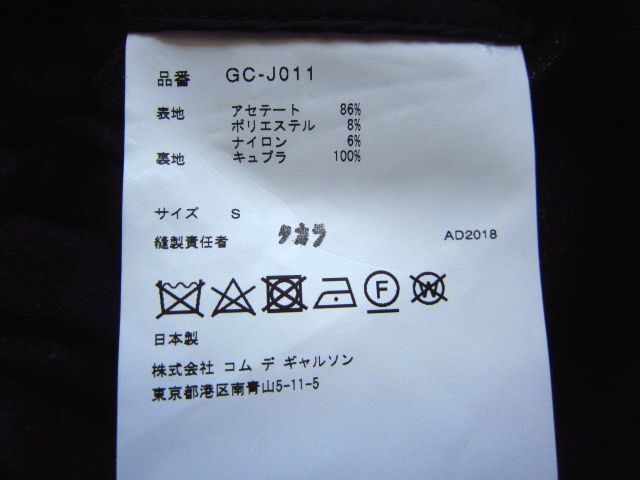 品番 GC-J011
表地 アセテート 86%
ポリエステル 8%
ナイロン 6%
裏地 キュプラ 100%
サイズ S
縫製責任者 タカラ AD2018
F W
日本製
株式会社 コム デ ギャルソン
東京都港区南青山5-11-5